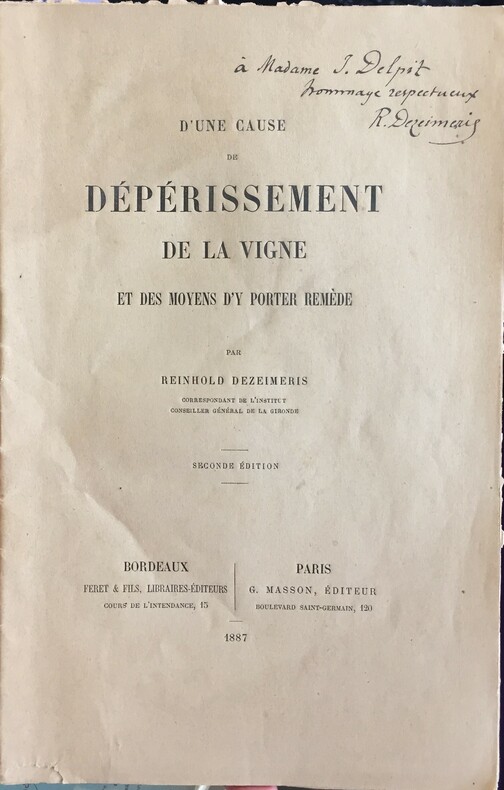 à Madame J. Delpit
hommage respectueux
R. Dezeimeris
D'UNE CAUSE
DE
DÉPÉRISSEMENT
DE LA VIGNE
ET DES MOYENS D'Y PORTER REMÈDE
PAR
REINHOLD DEZEIMERIS
CORRESPONDANT DE L'INSTITUT
CONSEILLER GÉNÉRAL DE LA GIRONDE
SECONDE ÉDITION
BORDEAUX
FERET & FILS, LIBRAIRES-ÉDITEURS
COURS DE L'INTENDANCE, 15
PARIS
G. MASSON, ÉDITEUR
BOULEVARD SAINT-GERMAIN, 120
1887